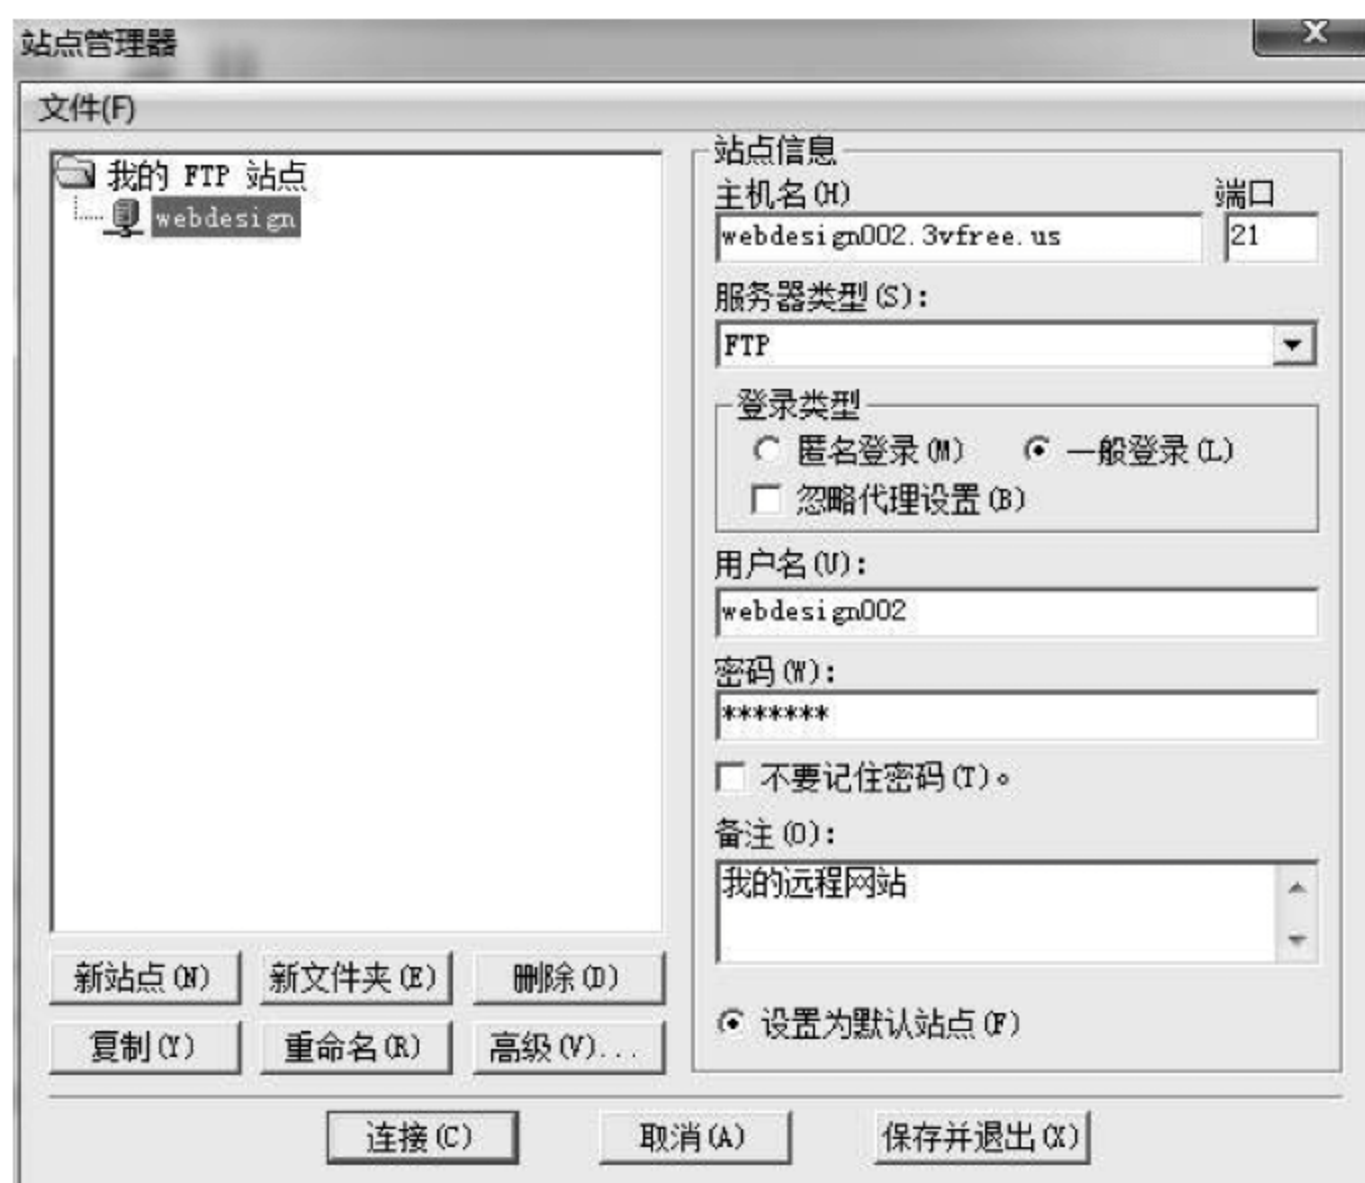 站点管理器
X
文件(F)
我的 FTP 站点
webdesign
站点信息
主机名(H) 端口
webdesign002.3vfree.us 21
服务器类型(S):
FTP
登录类型
匿名登录(M) 一般登录(L)
忽略代理设置(B)
用户名(U):
webdesign002
密码(W):
*******
不要记住密码(T)。
备注(O):
我的远程网站
设置为默认站点(F)
新站点(N) 新文件夹(E) 删除(D)
复制(Y) 重命名(R) 高级(V)...
连接(C) 取消(A) 保存并退出(X)